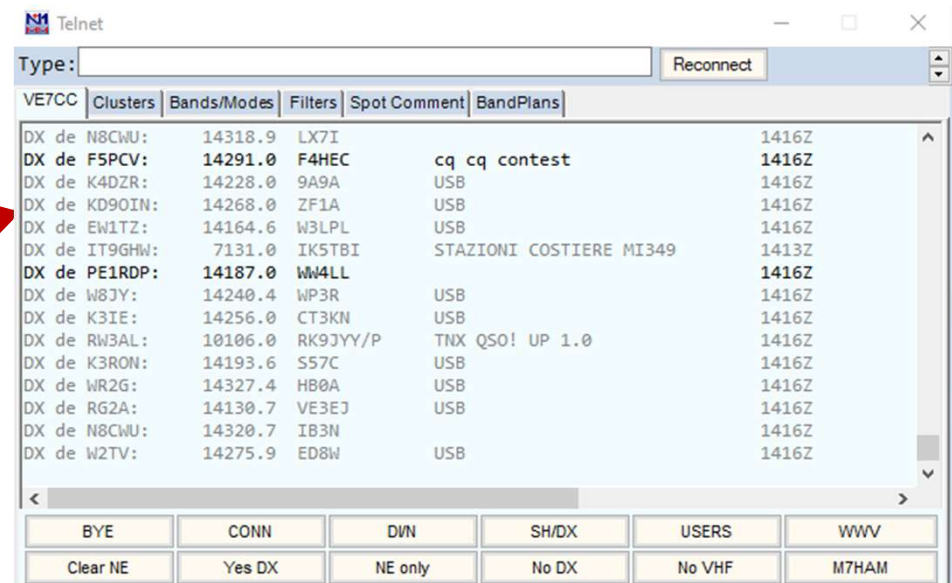 N1MM Telnet
Type: Reconnect
VE7CC Clusters Bands/Modes Filters Spot Comment BandPlans
DX de N8CWU: 14318.9 LX7I 1416Z
DX de F5PCV: 14291.0 F4HEC cq cq contest 1416Z
DX de K4DZR: 14228.0 9A9A USB 1416Z
DX de KD9OIN: 14268.0 ZF1A USB 1416Z
DX de EW1TZ: 14164.6 W3LPL USB 1416Z
DX de IT9GHW: 7131.0 IK5TBI STAZIONI COSTIERE MI349 1413Z
DX de PE1RDP: 14187.0 WW4LL 1416Z
DX de W8JY: 14240.4 WP3R USB 1416Z
DX de K3IE: 14256.0 CT3KN USB 1416Z
DX de RW3AL: 10106.0 RK9JYY/P TNX QSO! UP 1.0 1416Z
DX de K3RON: 14193.6 S57C USB 1416Z
DX de WR2G: 14327.4 HB0A USB 1416Z
DX de RG2A: 14130.7 VE3EJ USB 1416Z
DX de N8CWU: 14320.7 IB3N 1416Z
DX de W2TV: 14275.9 ED8W USB 1416Z
BYE CONN DI/N SH/DX USERS WWV
Clear NE Yes DX NE only No DX No VHF M7HAM